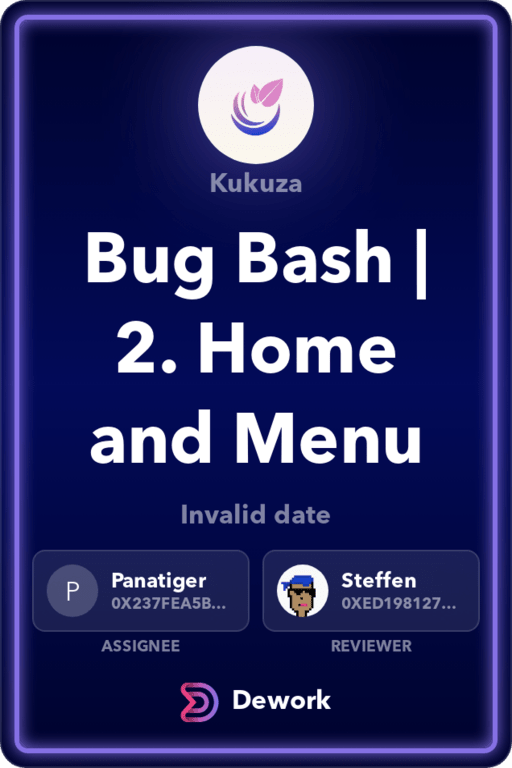 Kukuza
Bug Bash |
2. Home
and Menu
Invalid date
P
Panatiger
0X237FEA5B...
Steffen
0XED198127...
ASSIGNEE
REVIEWER
Dework